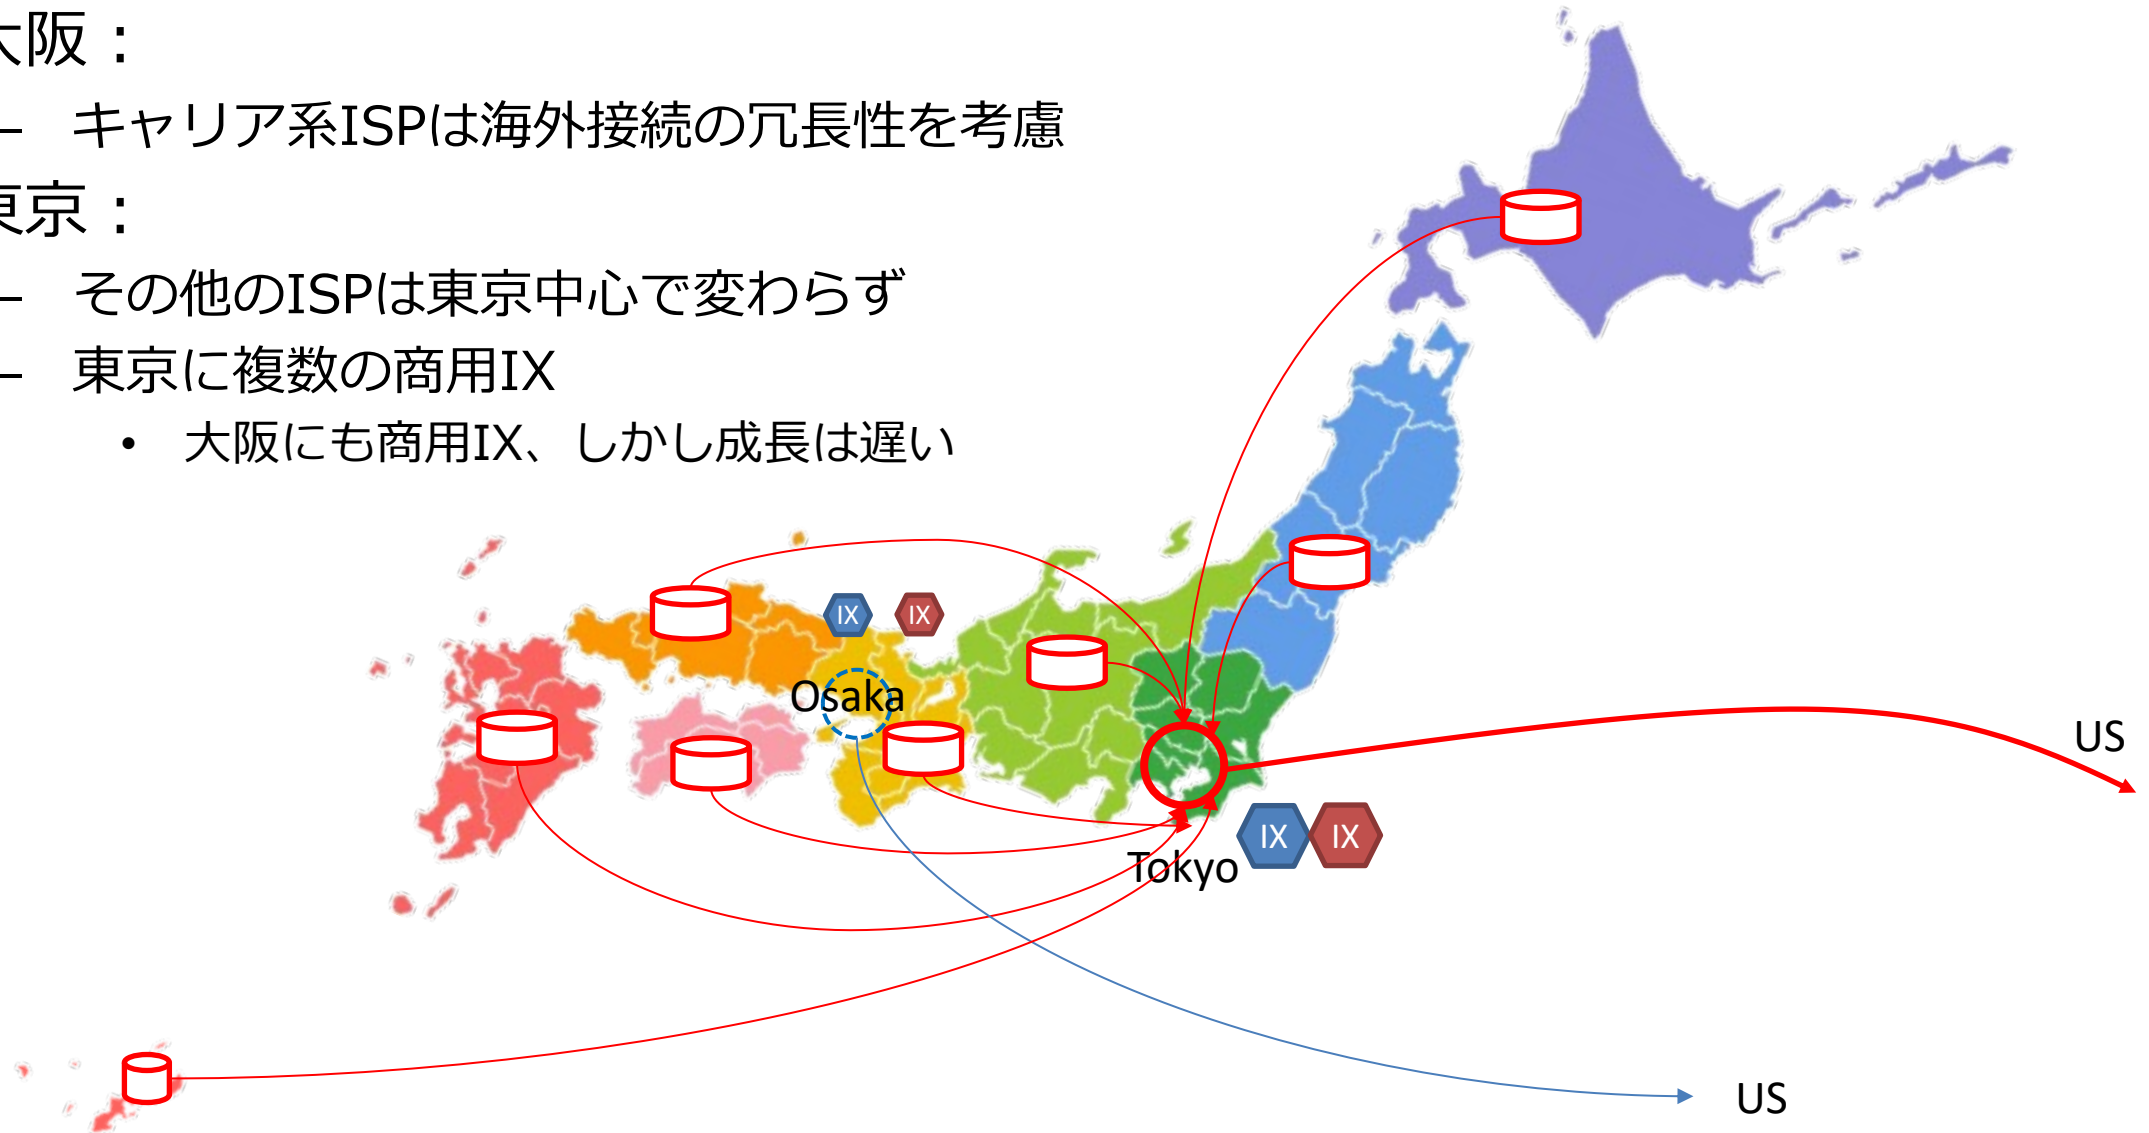 大阪：
– キャリア系ISPは海外接続の冗長性を考慮
東京：
– その他のISPは東京中心で変わらず
– 東京に複数の商用IX
• 大阪にも商用IX、しかし成長は遅い
IX
IX
Osaka
US
IX
IX
Tokyo
US